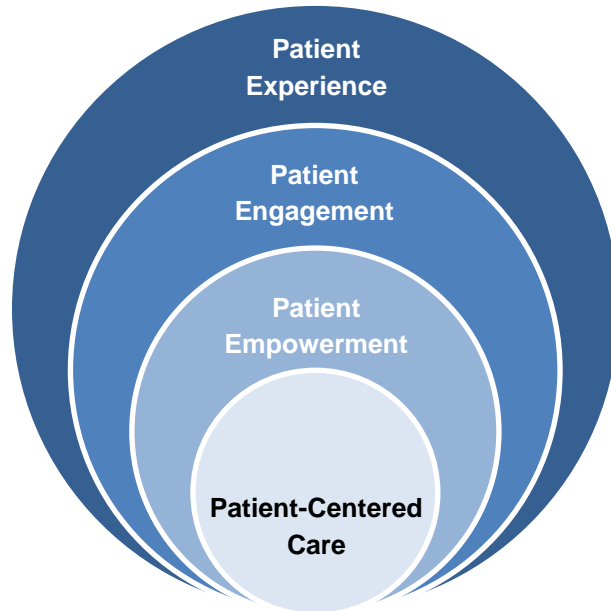 Patient
Experience
Patient
Engagement
Patient
Empowerment
Patient-Centered
Care